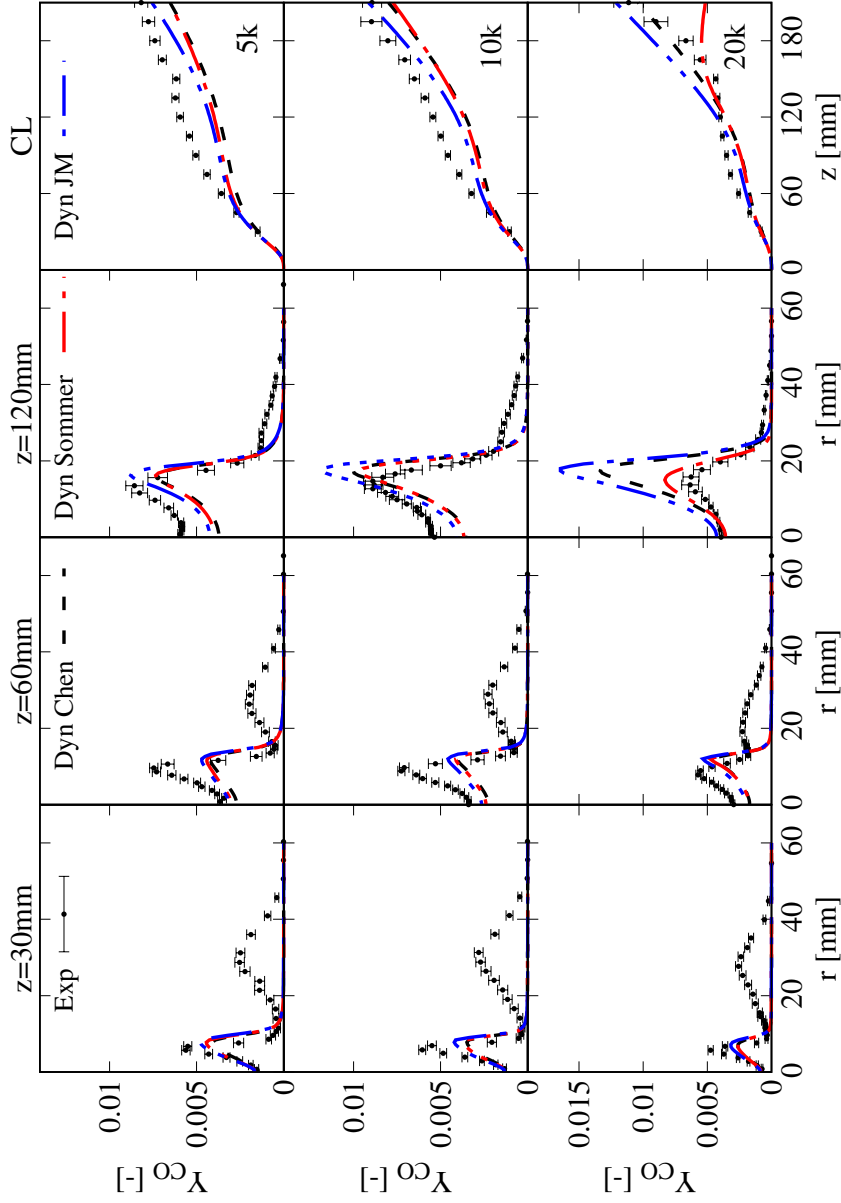 z=30mm z=60mm z=120mm CL
Exp Dyn Chen Dyn Sommer Dyn JM
0.01
0.005
0
Y_CO [-]
5k
0.01
0.005
0
Y_CO [-]
10k
0.015
0.01
0.005
0
Y_CO [-]
20k
0 20 40 60 0 20 40 60 0 20 40 60 0 60 120 180
r [mm] r [mm] r [mm] z [mm]